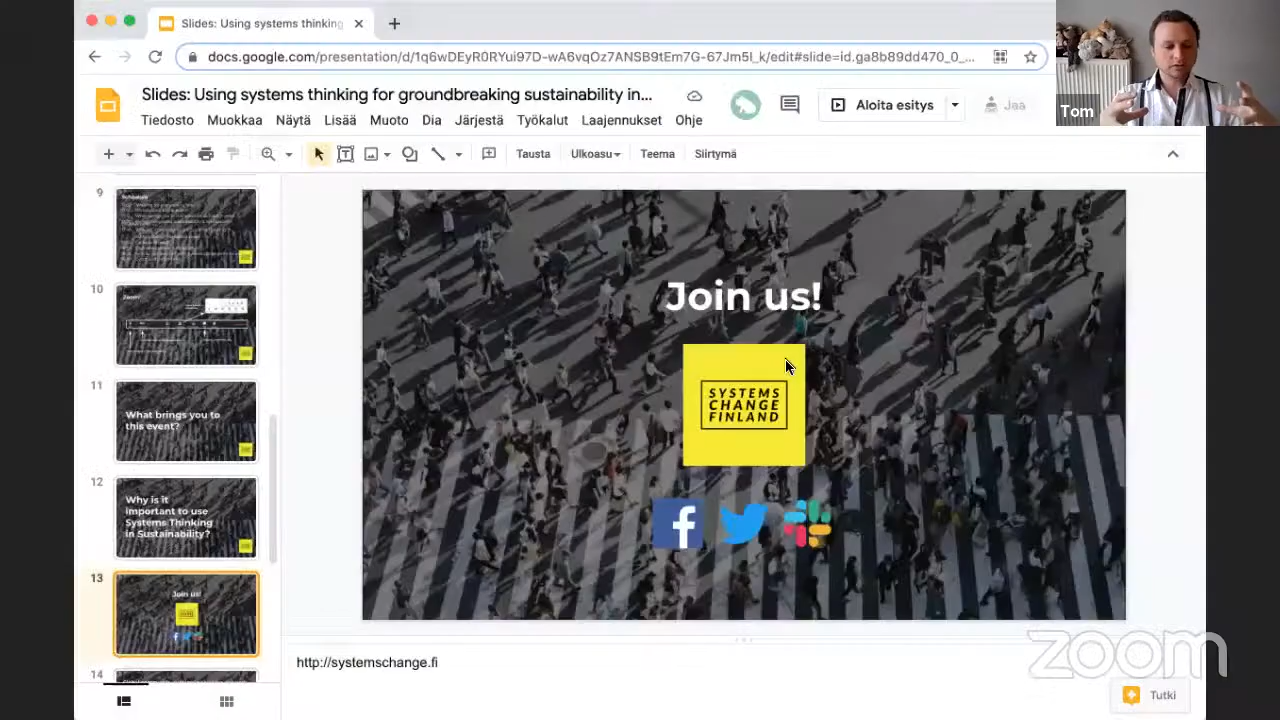 Slides: Using systems thinking
docs.google.com/presentation/d/1q6wDEyR0RYui97D-wA6vqOz7ANSB9tEm7G-67Jm5I_k/edit#slide=id.ga8b89dd470_0_...
Slides: Using systems thinking for groundbreaking sustainability in...
Aloita esitys
Jaa
Tom
Tiedosto Muokkaa Näytä Lisää Muoto Dia Järjestä Työkalut Laajennukset Ohje
Tausta Ulkoasu Teema Siirtymä
9
10
Zoom
11
What brings you to
this event?
12
Why is it
important to use
Systems Thinking
in Sustainability?
13
Join us!
14
Join us!
SYSTEMS
CHANGE
FINLAND
http://systemschange.fi
zoom
Tutki